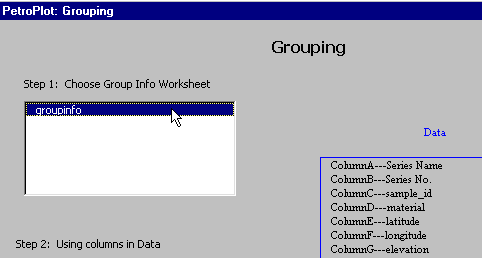 PetroPlot: Grouping
Grouping
Step 1:  Choose Group Info Worksheet
groupinfo
Data
ColumnA---Series Name
ColumnB---Series No.
ColumnC---sample_id
ColumnD---material
ColumnE---latitude
ColumnF---longitude
ColumnG---elevation
Step 2:  Using columns in Data